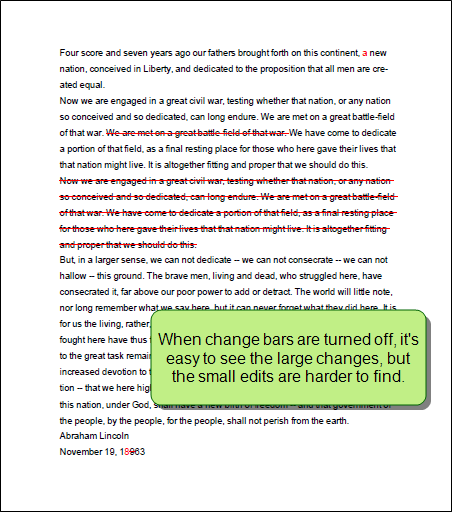 Four score and seven years ago our fathers brought forth on this continent, a new
nation, conceived in Liberty, and dedicated to the proposition that all men are cre-
ated equal.
Now we are engaged in a great civil war, testing whether that nation, or any nation
so conceived and so dedicated, can long endure. We are met on a great battle-field
of that war. We are met on a great battle-field of that war. We have come to dedicate
a portion of that field, as a final resting place for those who here gave their lives that
that nation might live. It is altogether fitting and proper that we should do this.
Now we are engaged in a great civil war, testing whether that nation, or any nation
so conceived and so dedicated, can long endure. We are met on a great battle-field
of that war. We have come to dedicate a portion of that field, as a final resting place
for those who here gave their lives that that nation might live. It is altogether fitting
and proper that we should do this.
But, in a larger sense, we can not dedicate -- we can not consecrate -- we can not
hallow -- this ground. The brave men, living and dead, who struggled here, have
consecrated it, far above our poor power to add or detract. The world will little note,
nor long remember what we say here, but it can never forget what they did here. It is
for us the living, rather,
fought here have thus
to the great task remain
increased devotion to
tion -- that we here hig
this nation, under God, shall have a new birth of freedom -- and that government of
the people, by the people, for the people, shall not perish from the earth.
Abraham Lincoln
November 19, 18963
When change bars are turned off, it's
easy to see the large changes, but
the small edits are harder to find.